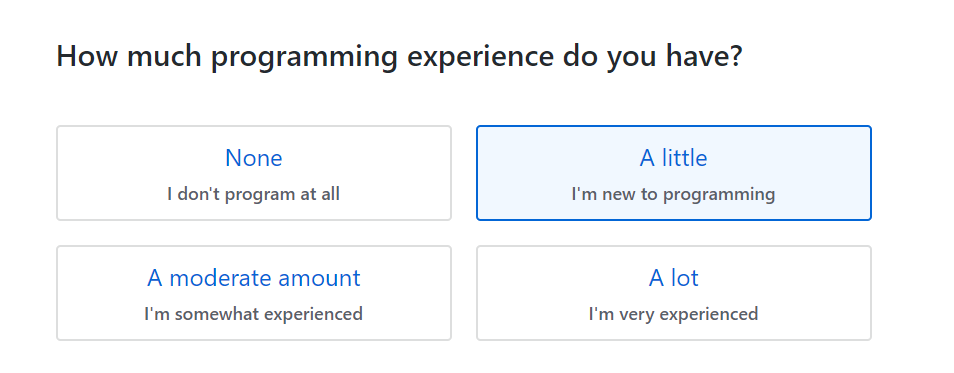 How much programming experience do you have?
None
I don't program at all
A little
I'm new to programming
A moderate amount
I'm somewhat experienced
A lot
I'm very experienced